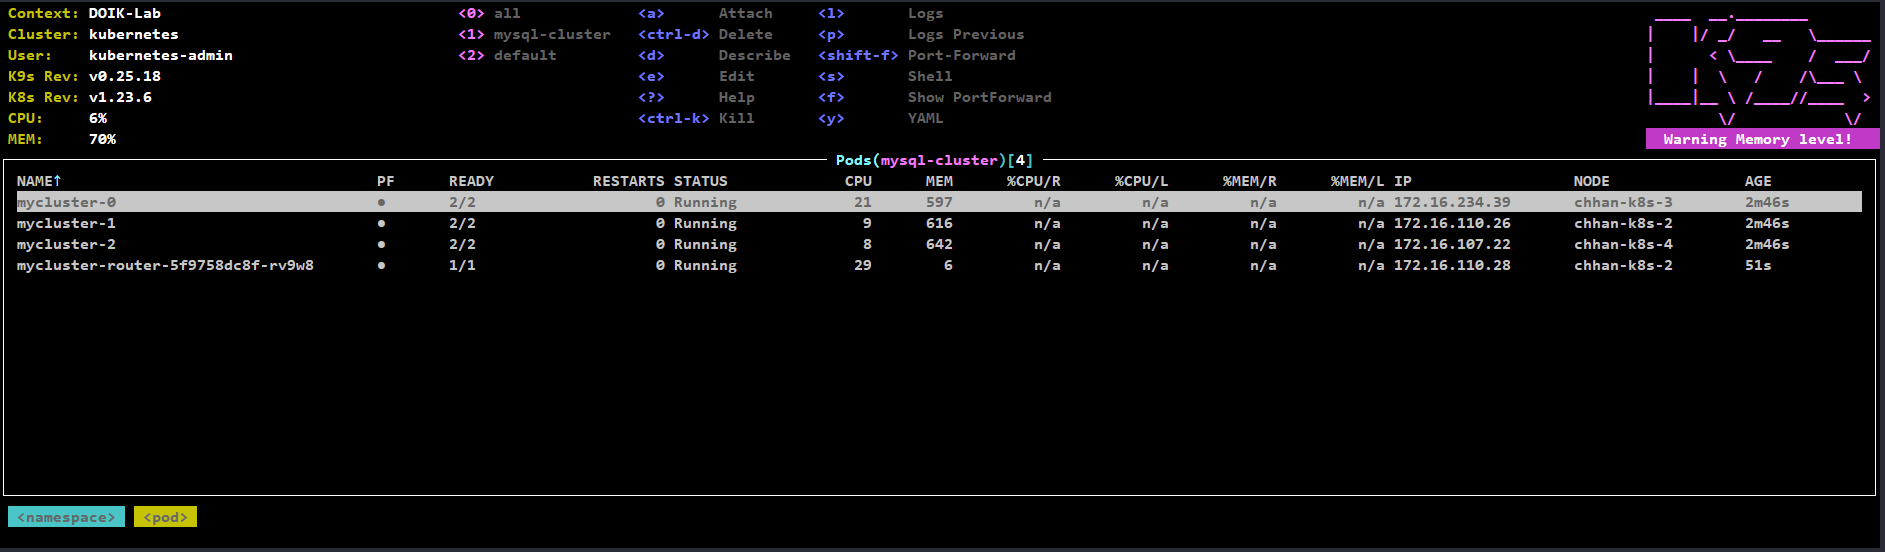 Context: DOIK-Lab <0> all <a> Attach <l> Logs
Cluster: kubernetes <1> mysql-cluster <ctrl-d> Delete <p> Logs Previous
User: kubernetes-admin <2> default <d> Describe <shift-f> Port-Forward
K9s Rev: v0.25.18 <e> Edit <s> Shell
K8s Rev: v1.23.6 <?> Help <f> Show PortForward
CPU: 6% <ctrl-k> Kill <y> YAML
MEM: 70%
Warning Memory level!
Pods(mysql-cluster)[4]
NAME↑ PF READY RESTARTS STATUS CPU MEM %CPU/R %CPU/L %MEM/R %MEM/L IP NODE AGE
mycluster-0 ● 2/2 0 Running 21 597 n/a n/a n/a n/a 172.16.234.39 chhan-k8s-3 2m46s
mycluster-1 ● 2/2 0 Running 9 616 n/a n/a n/a n/a 172.16.110.26 chhan-k8s-2 2m46s
mycluster-2 ● 2/2 0 Running 8 642 n/a n/a n/a n/a 172.16.107.22 chhan-k8s-4 2m46s
mycluster-router-5f9758dc8f-rv9w8 ● 1/1 0 Running 29 6 n/a n/a n/a n/a 172.16.110.28 chhan-k8s-2 51s
<namespace> <pod>